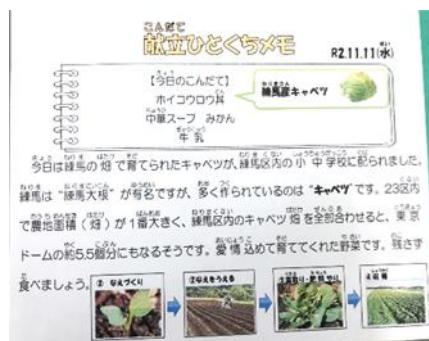 献立ひとくちメモ R2.11.11(水)
【今日のこんだて】
ホイコウロウ丼
中華スープ みかん
牛乳
練馬産キャベツ
今日は練馬の畑で育てられたキャベツが、練馬区内の小中学校に配られました。
練馬は“練馬大根”が有名ですが、多く作られているのは“キャベツ”です。23区内
で農地面積(畑)が1番大きく、練馬区内のキャベツ畑を全部合わせると、東京
ドームの約5.5個分にもなるそうです。愛情込めて育ててくれた野菜です。残さず
食べましょう。
① なえづくり
②なえをうえる